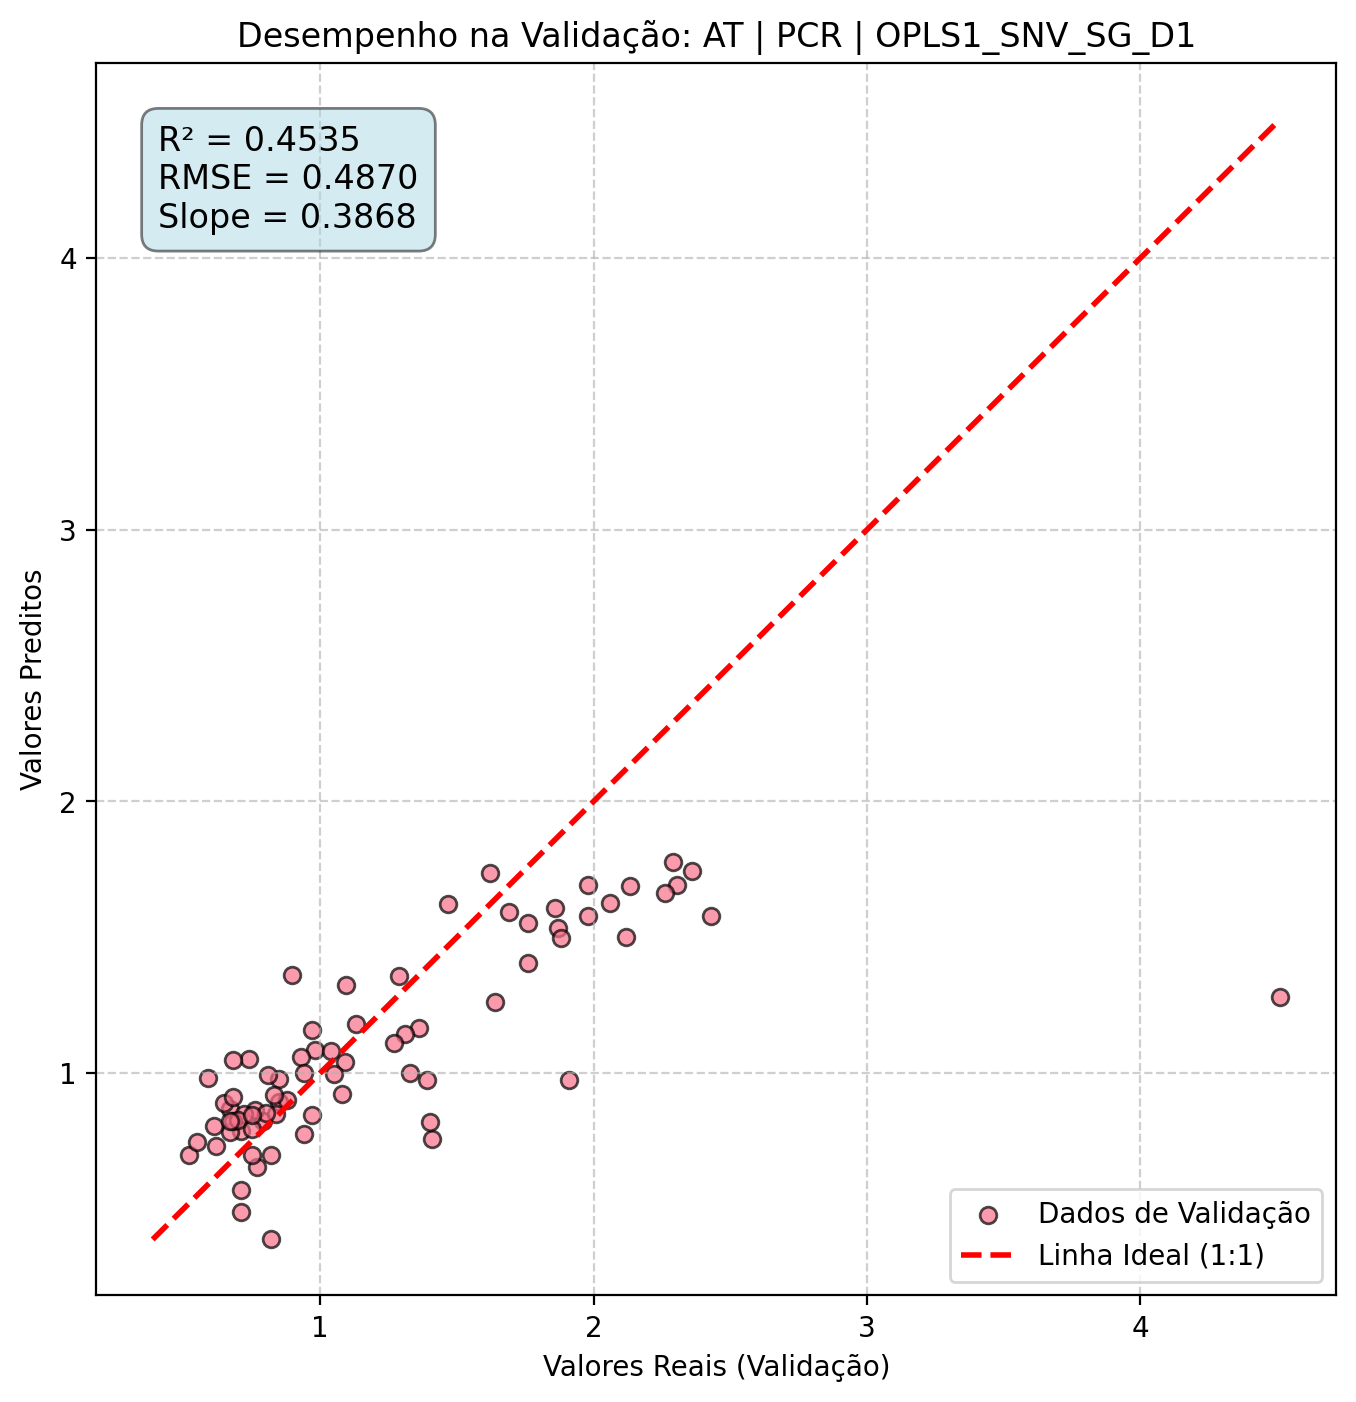 Desempenho na Validação: AT | PCR | OPLS1_SNV_SG_D1
R² = 0.4535
RMSE = 0.4870
Slope = 0.3868
4
3
2
1
Valores Preditos
Dados de Validação
Linha Ideal (1:1)
1
2
3
4
Valores Reais (Validação)